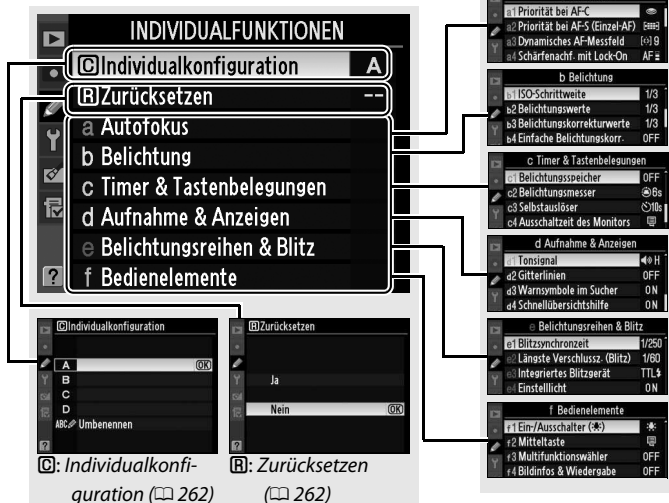 INDIVIDUALFUNKTIONEN
C Individualkonfiguration A
R Zurücksetzen --
a Autofokus
b Belichtung
c Timer & Tastenbelegungen
d Aufnahme & Anzeigen
e Belichtungsreihen & Blitz
f Bedienelemente
?
a1 Priorität bei AF-C
a2 Priorität bei AF-S (Einzel-AF)
a3 Dynamisches AF-Messfeld [ ] 9
a4 Schärfenachf. mit Lock-On AF
b Belichtung
b1 ISO-Schrittweite 1/3
b2 Belichtungswerte 1/3
b3 Belichtungskorrekturwerte 1/3
b4 Einfache Belichtungskorr. OFF
c Timer & Tastenbelegungen
c1 Belichtungsspeicher OFF
c2 Belichtungsmesser 6s
c3 Selbstauslöser 10s
c4 Ausschaltzeit des Monitors
d Aufnahme & Anzeigen
d1 Tonsignal H
d2 Gitterlinien OFF
d3 Warnsymbole im Sucher ON
d4 Schnellübersichtshilfe ON
e Belichtungsreihen & Blitz
e1 Blitzsynchronzeit 1/250
e2 Längste Verschlussz. (Blitz) 1/60
e3 Integriertes Blitzgerät TTL
e4 Einstelllicht ON
f Bedienelemente
f1 Ein-/Ausschalter
f2 Mitteltaste
f3 Multifunktionswähler OFF
f4 Bildinfos & Wiedergabe OFF
C Individualkonfiguration
A OK
B
C
D
ABC Umbenennen
?
R Zurücksetzen
Ja
Nein OK
?
C: Individualkonfi-
guration (262)
R: Zurücksetzen
(262)